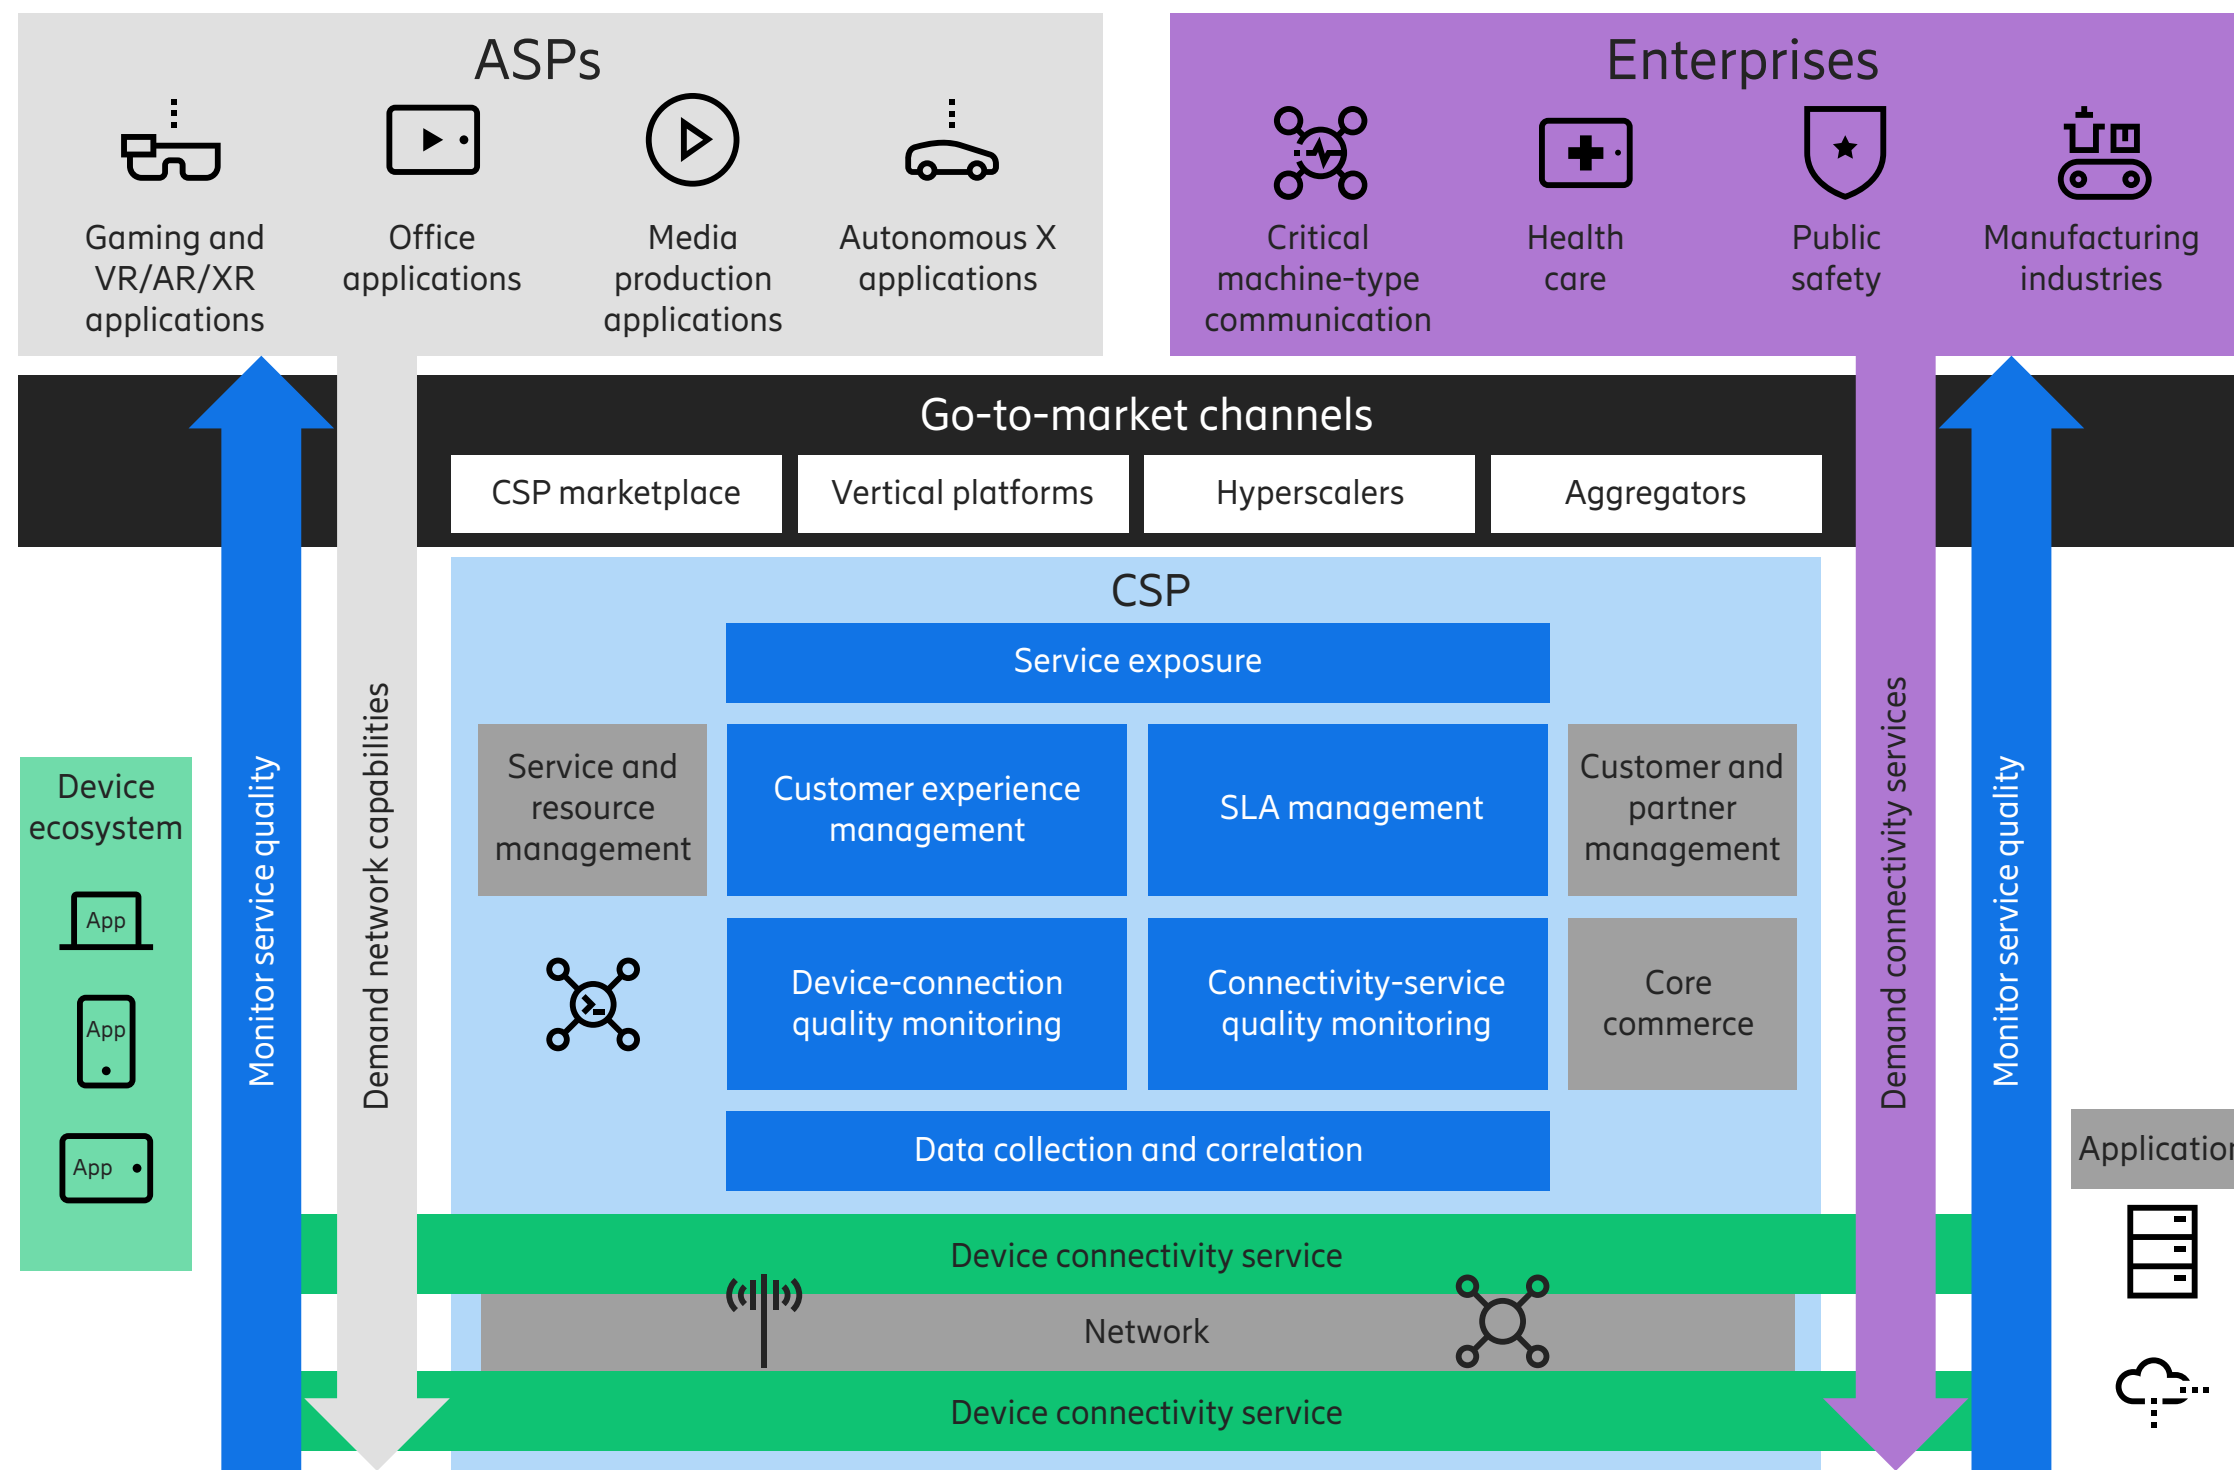 ASPs
Gaming and
VR/AR/XR
applications
Office
applications
Media
production
applications
Autonomous X
applications
Enterprises
Critical
machine-type
communication
Health
care
Public
safety
Manufacturing
industries
Go-to-market channels
CSP marketplace
Vertical platforms
Hyperscalers
Aggregators
Device
ecosystem
App
App
App
Monitor service quality
Demand network capabilities
CSP
Service exposure
Service and
resource
management
Customer experience
management
SLA management
Customer and
partner
management
Device-connection
quality monitoring
Connectivity-service
quality monitoring
Core
commerce
Data collection and correlation
Device connectivity service
Network
Device connectivity service
Demand connectivity services
Monitor service quality
Application